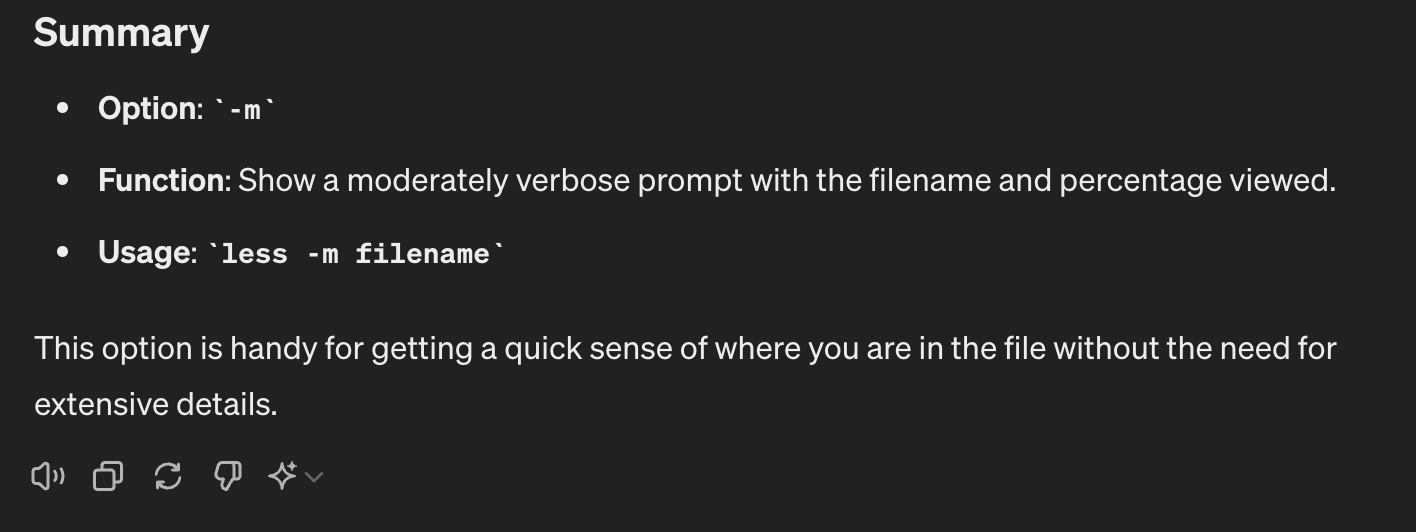 Summary
• Option: `-m`
• Function: Show a moderately verbose prompt with the filename and percentage viewed.
• Usage: `less -m filename`
This option is handy for getting a quick sense of where you are in the file without the need for
extensive details.